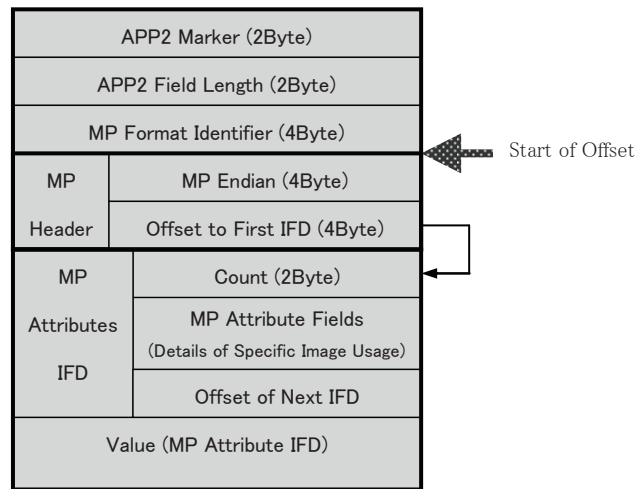 APP2 Marker (2Byte)
APP2 Field Length (2Byte)
MP Format Identifier (4Byte)
Start of Offset
MP
Header
MP Endian (4Byte)
Offset to First IFD (4Byte)
MP
Attributes
IFD
Count (2Byte)
MP Attribute Fields
(Details of Specific Image Usage)
Offset of Next IFD
Value (MP Attribute IFD)